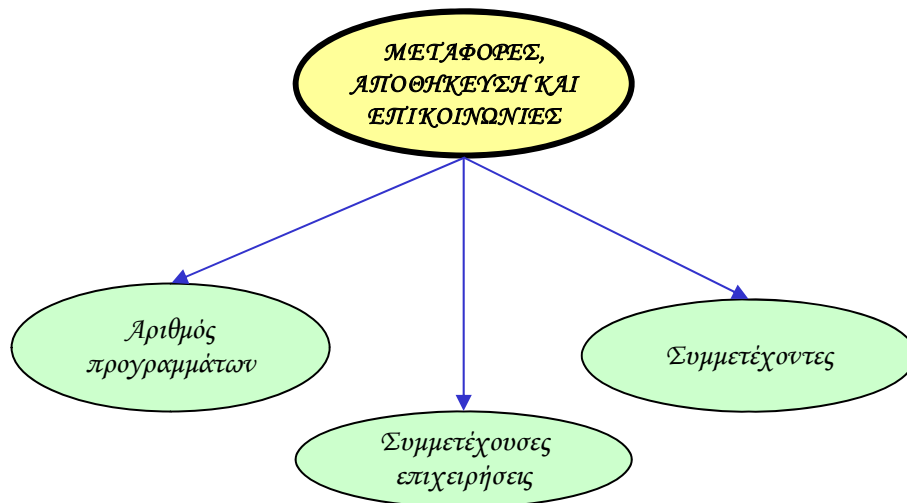 ΜΕΤΑΦΟΡΕΣ,
ΑΠΟΘΗΚΕΥΣΗ ΚΑΙ
ΕΠΙΚΟΙΝΩΝΙΕΣ
Αριθμός
προγραμμάτων
Συμμετέχοντες
Συμμετέχουσες
επιχειρήσεις